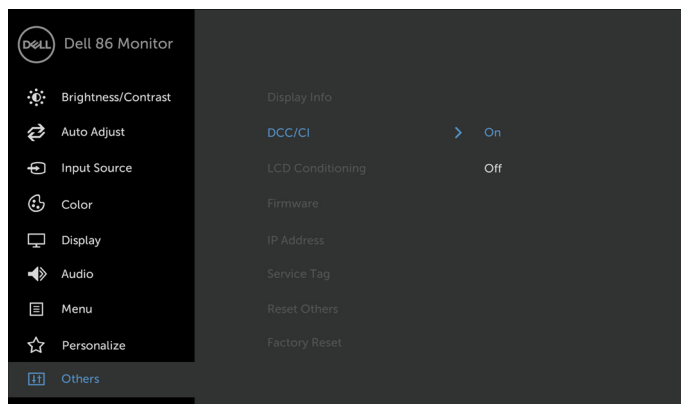 DELL Dell 86 Monitor
Brightness/Contrast
Auto Adjust
Input Source
Color
Display
Audio
Menu
Personalize
Others
Display Info
DCC/CI On
LCD Conditioning Off
Firmware
IP Address
Service Tag
Reset Others
Factory Reset